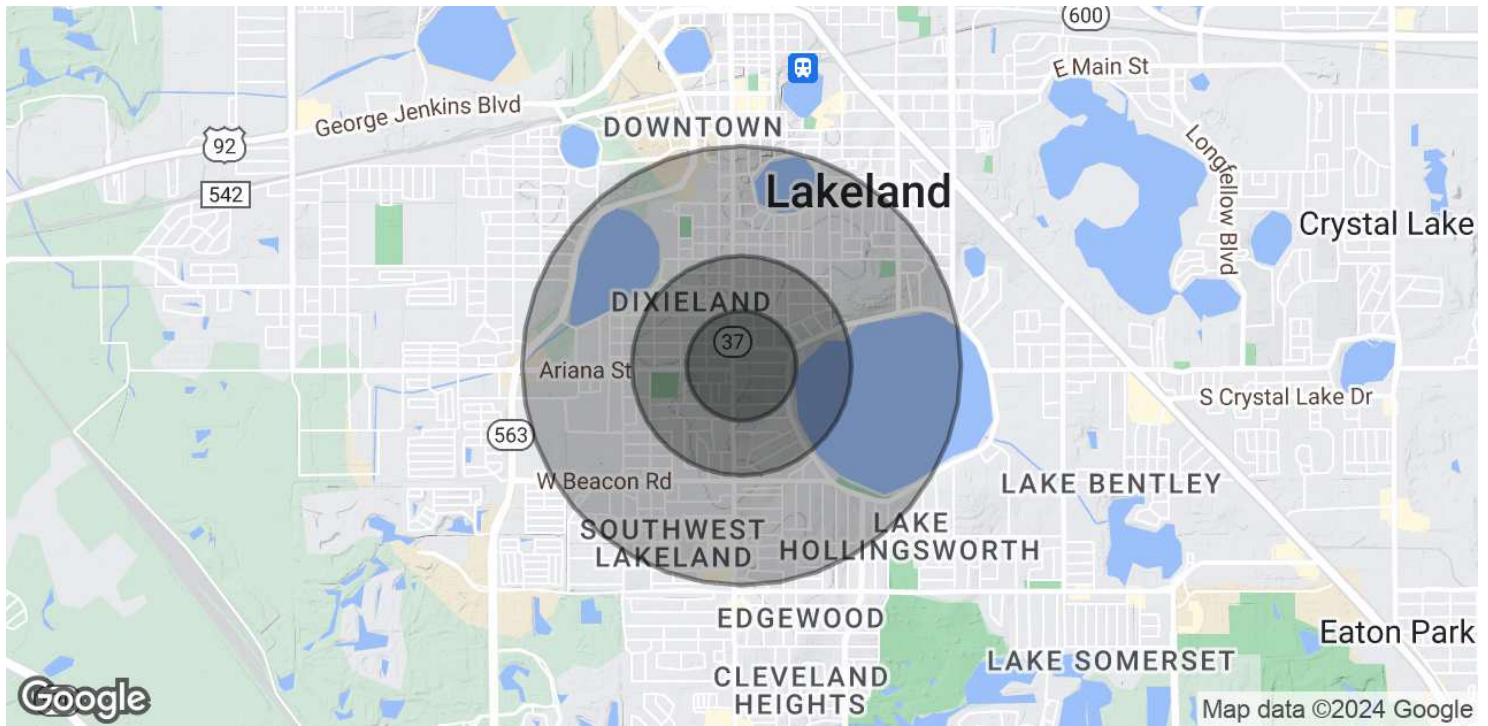 600
E Main St
George Jenkins Blvd
DOWNTOWN
92
Longfellow Blvd
542
Lakeland
Crystal Lake
DIXIELAND
37
Ariana St
S Crystal Lake Dr
563
W Beacon Rd
LAKE BENTLEY
SOUTHWEST
LAKELAND
LAKE
HOLLINGSWORTH
EDGEWOOD
Eaton Park
LAKE SOMERSET
CLEVELAND
HEIGHTS
Google
Map data ©2024 Google